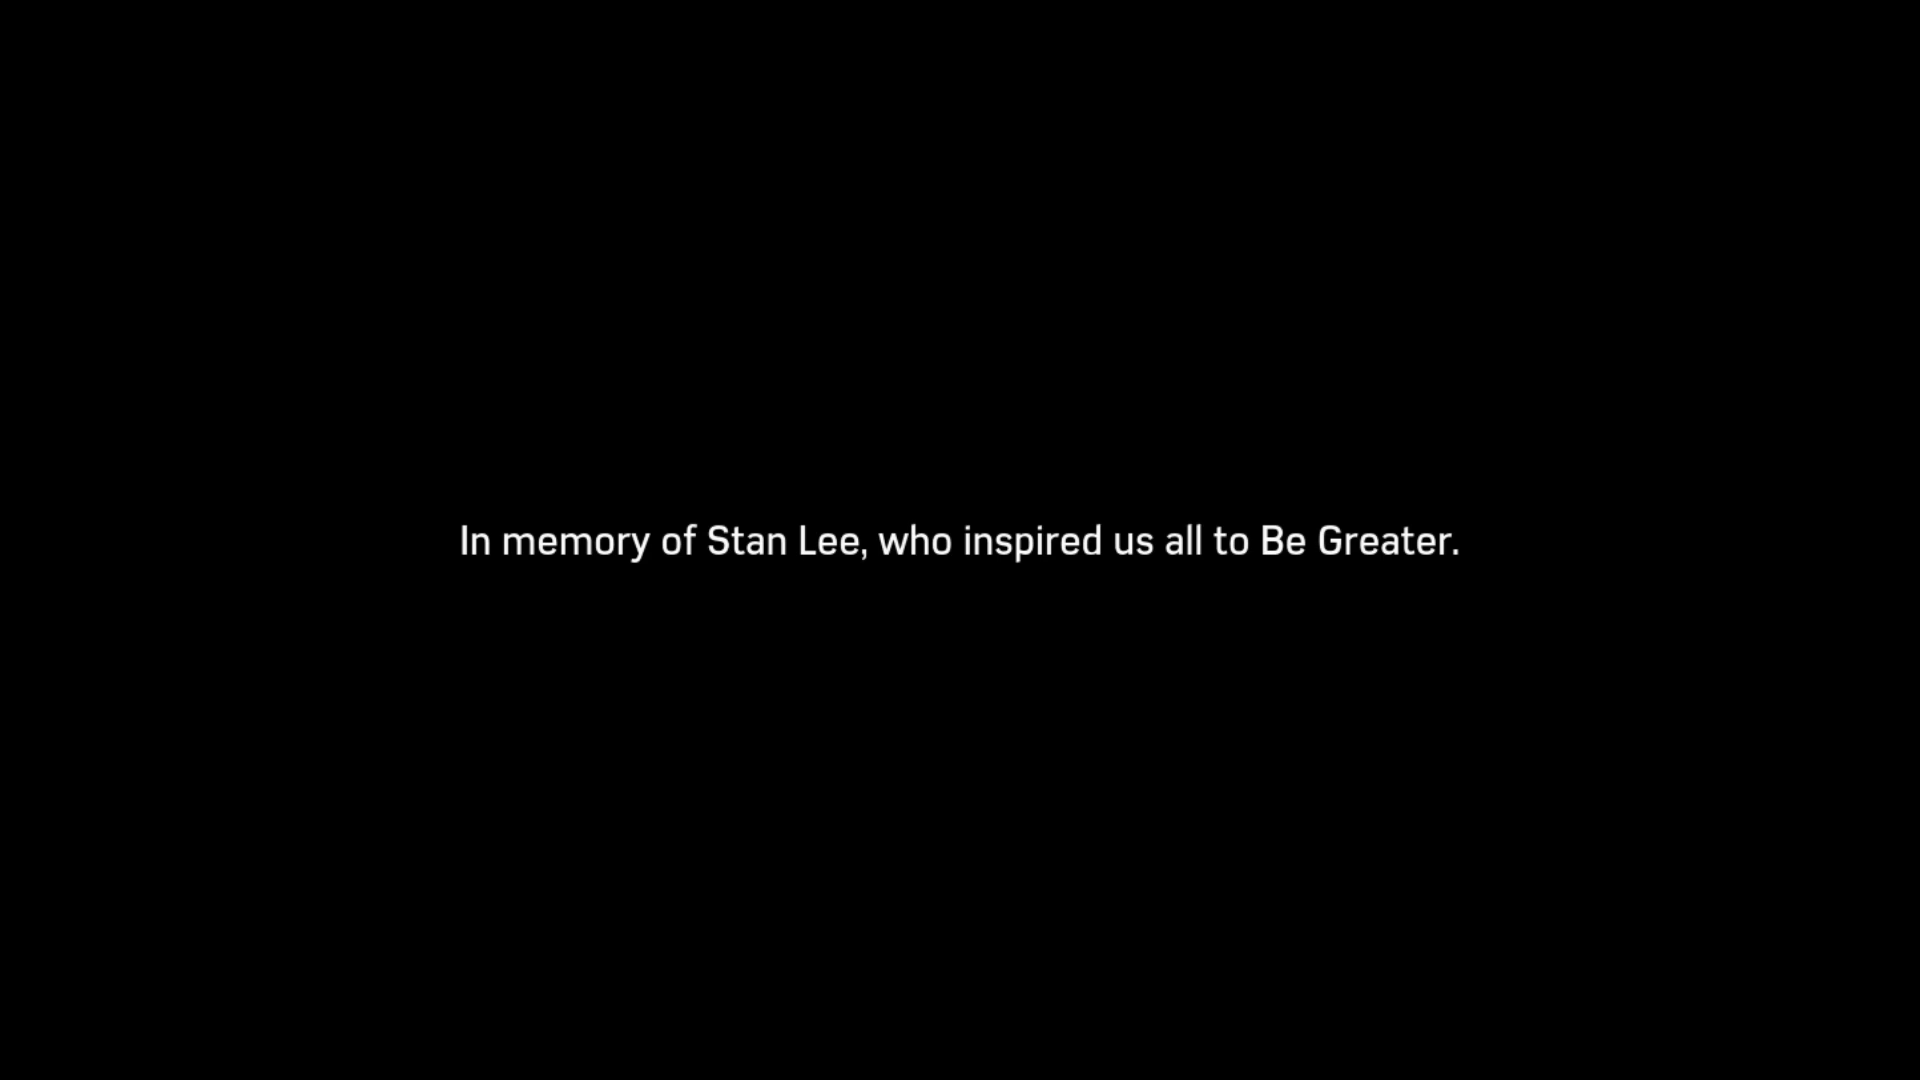 In memory of Stan Lee, who inspired us all to Be Greater.